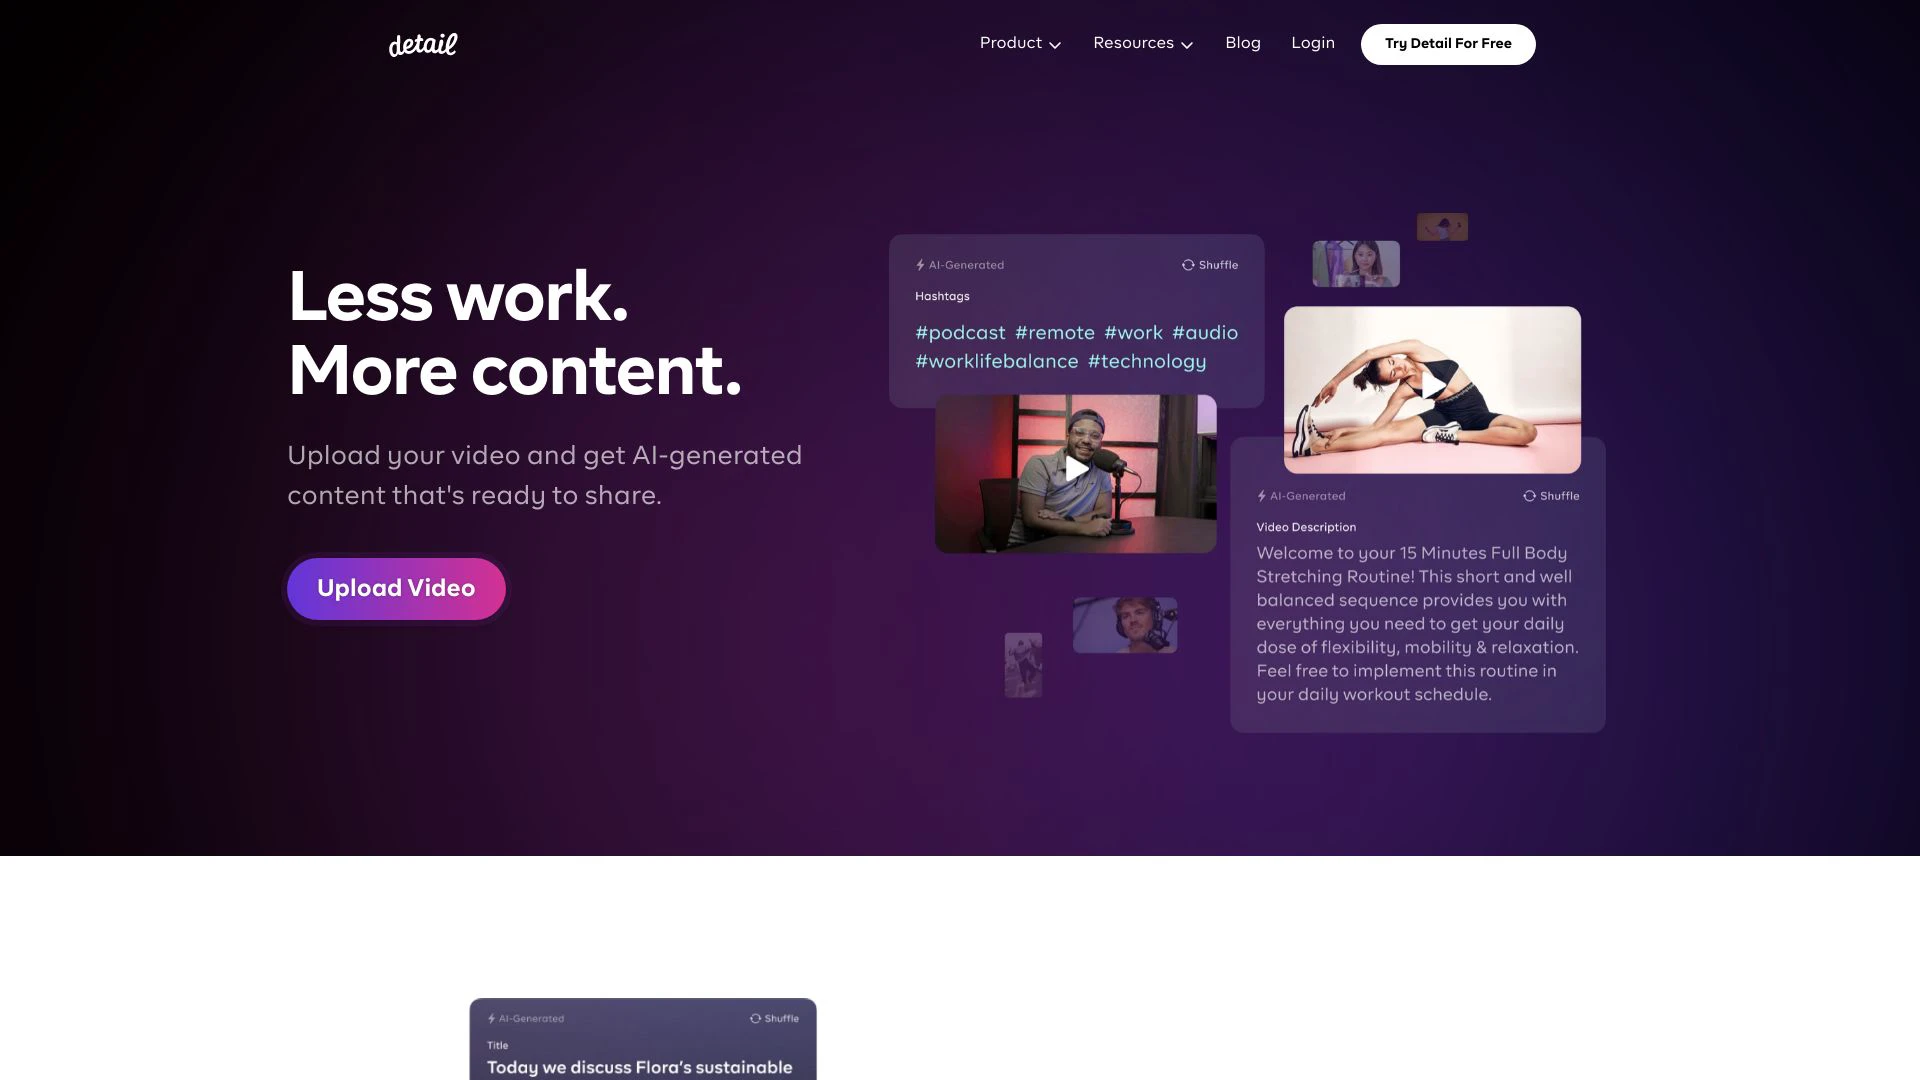 detail
Product
Resources
Blog
Login
Try Detail For Free
Less work.
More content.
Upload your video and get AI-generated
content that's ready to share.
Upload Video
AI-Generated
Shuffle
Hashtags
#podcast #remote #work #audio
#worklifebalance #technology
AI-Generated
Shuffle
Video Description
Welcome to your 15 Minutes Full Body
Stretching Routine! This short and well
balanced sequence provides you with
everything you need to get your daily
dose of flexibility, mobility & relaxation.
Feel free to implement this routine in
your daily workout schedule.
AI-Generated
Shuffle
Title
Today we discuss Flora’s sustainable